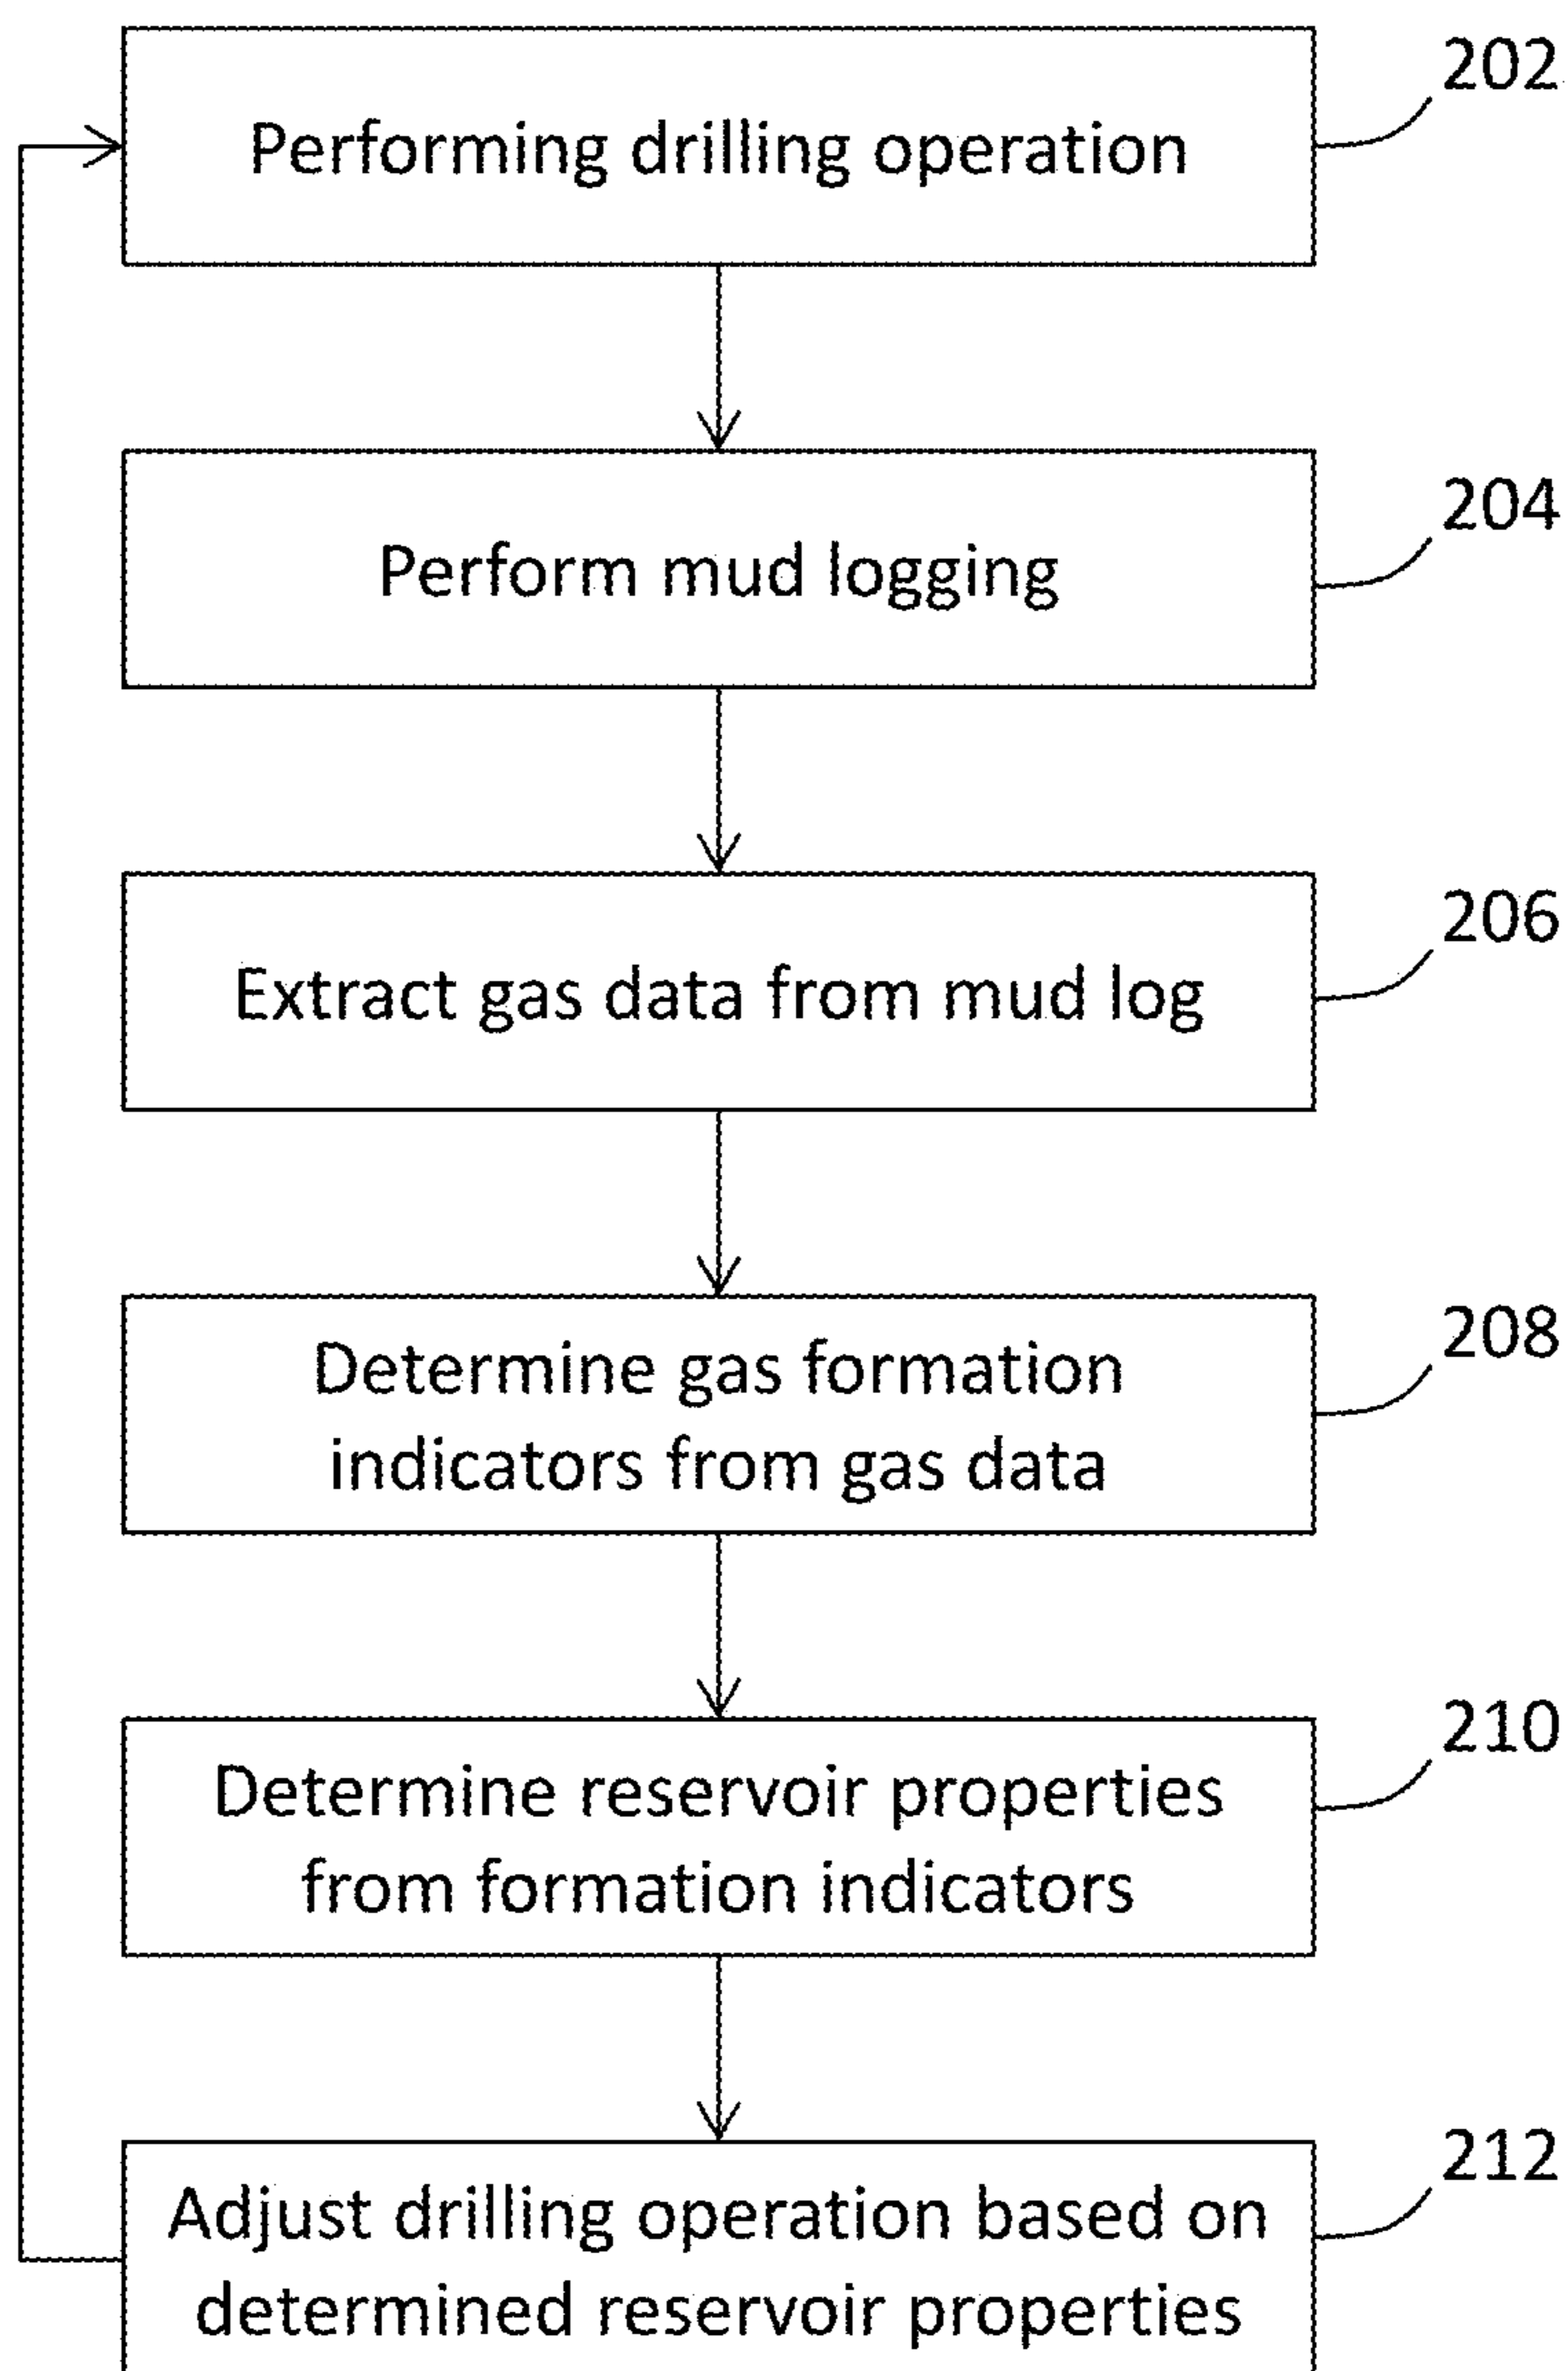 202
Performing drilling operation
204
Perform mud logging
206
Extract gas data from mud log
208
Determine gas formation
indicators from gas data
210
Determine reservoir properties
from formation indicators
212
Adjust drilling operation based on
determined reservoir properties